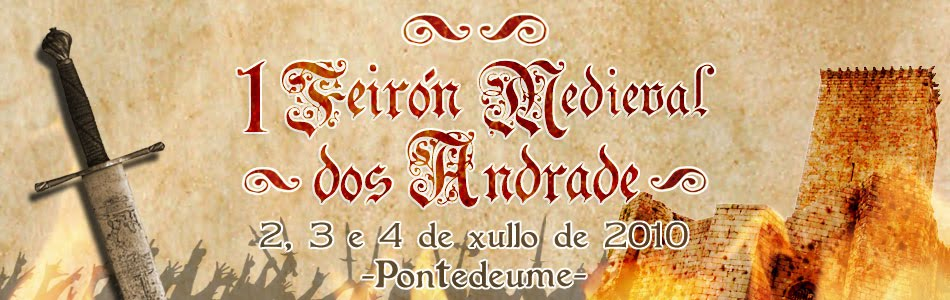 1 Feirón Medieval
dos Andrade
2, 3 e 4 de xullo de 2010
-Pontedeume-